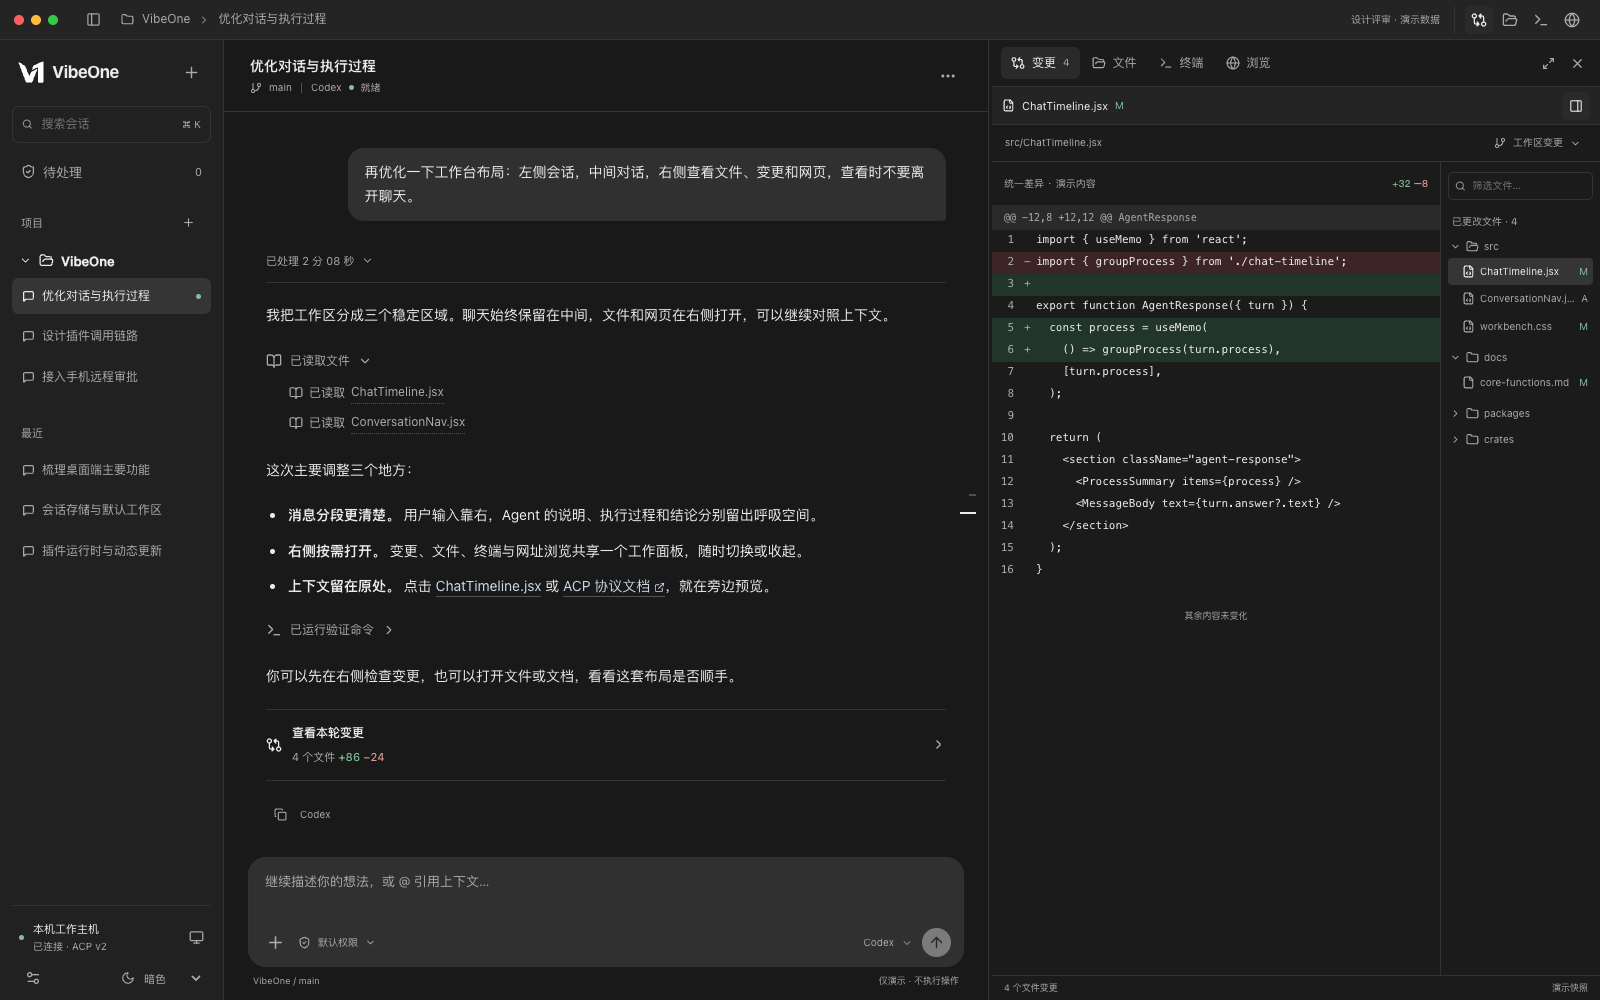 VibeOne > 优化对话与执行过程
设计评审 · 演示数据
VibeOne
搜索会话 ⌘ K
待处理 0
项目
VibeOne
优化对话与执行过程
设计插件调用链路
接入手机远程审批
最近
梳理桌面端主要功能
会话存储与默认工作区
插件运行时与动态更新
本机工作主机
已连接 · ACP v2
暗色
优化对话与执行过程
main | Codex 就绪
再优化一下工作台布局：左侧会话，中间对话，右侧查看文件、变更和网页，查看时不要离
开聊天。
已处理 2 分 08 秒
我把工作区分成三个稳定区域。聊天始终保留在中间，文件和网页在右侧打开，可以继续对照上下文。
已读取文件
已读取 ChatTimeline.jsx
已读取 ConversationNav.jsx
这次主要调整三个地方：
• 消息分段更清楚。 用户输入靠右，Agent 的说明、执行过程和结论分别留出呼吸空间。
• 右侧按需打开。 变更、文件、终端与网址浏览共享一个工作面板，随时切换或收起。
• 上下文留在原处。 点击 ChatTimeline.jsx 或 ACP 协议文档，就在旁边预览。
已运行验证命令
你可以先在右侧检查变更，也可以打开文件或文档，看看这套布局是否顺手。
查看本轮变更
4 个文件 +86 −24
Codex
继续描述你的想法，或 @ 引用上下文...
默认权限
Codex
VibeOne / main
仅演示 · 不执行操作
变更 4 文件 终端 浏览
ChatTimeline.jsx M
src/ChatTimeline.jsx
工作区变更
统一差异 · 演示内容 +32 −8
@@ −12,8 +12,12 @@ AgentResponse
1 import { useMemo } from 'react';
2 − import { groupProcess } from './chat-timeline';
3 +
4 export function AgentResponse({ turn }) {
5 + const process = useMemo(
6 + () => groupProcess(turn.process),
7 [turn.process],
8 );
9
10 return (
11 <section className="agent-response">
12 <ProcessSummary items={process} />
13 <MessageBody text={turn.answer?.text} />
14 </section>
15 );
16 }
其余内容未变化
筛选文件...
已更改文件 · 4
src
ChatTimeline.jsx M
ConversationNav.j... A
workbench.css M
docs
core-functions.md M
packages
crates
4 个文件变更
演示快照